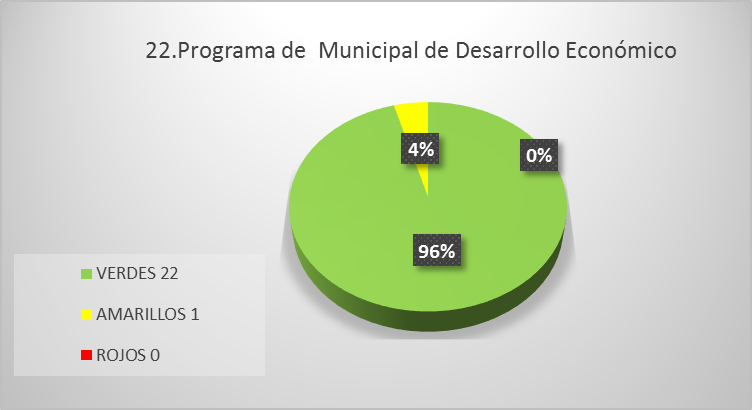 22.Programa de  Municipal de Desarrollo Económico
4%
0%
96%
VERDES 22
AMARILLOS 1
ROJOS 0